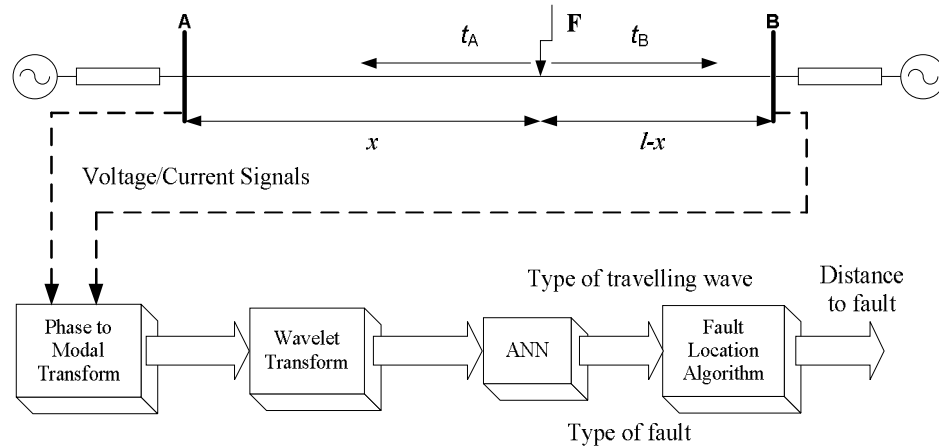 A
B
tA
F
tB
x
l-x
Voltage/Current Signals
Type of travelling wave
Distance
to fault
Phase to
Modal
Transform
Wavelet
Transform
ANN
Fault
Location
Algorithm
Type of fault